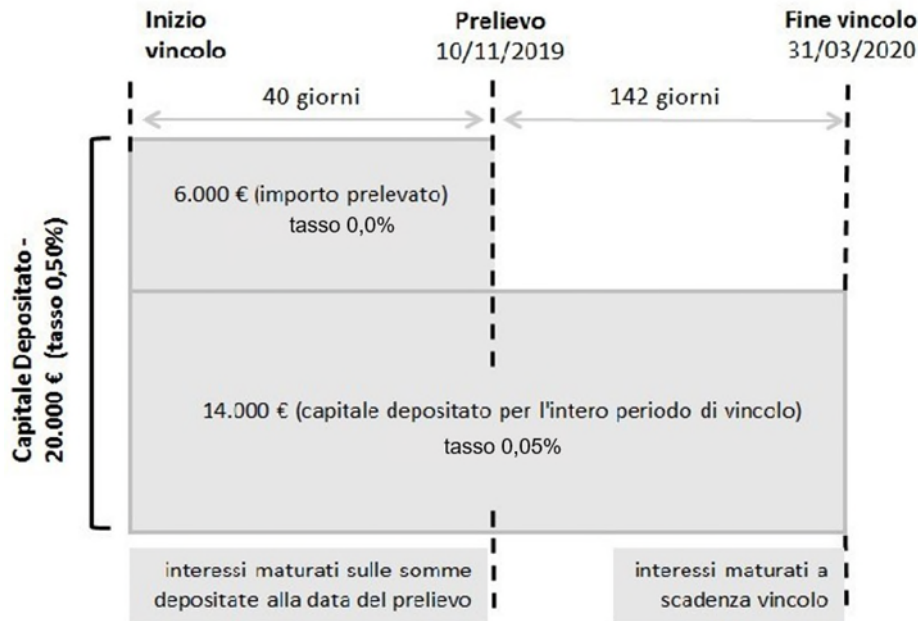 Inizio
vincolo
Prelievo
10/11/2019
Fine vincolo
31/03/2020
40 giorni
142 giorni
Capitale Depositato -
20.000 € (tasso 0,50%)
6.000 € (importo prelevato)
tasso 0,0%
14.000 € (capitale depositato per l'intero periodo di vincolo)
tasso 0,05%
interessi maturati sulle somme
depositate alla data del prelievo
interessi maturati a
scadenza vincolo